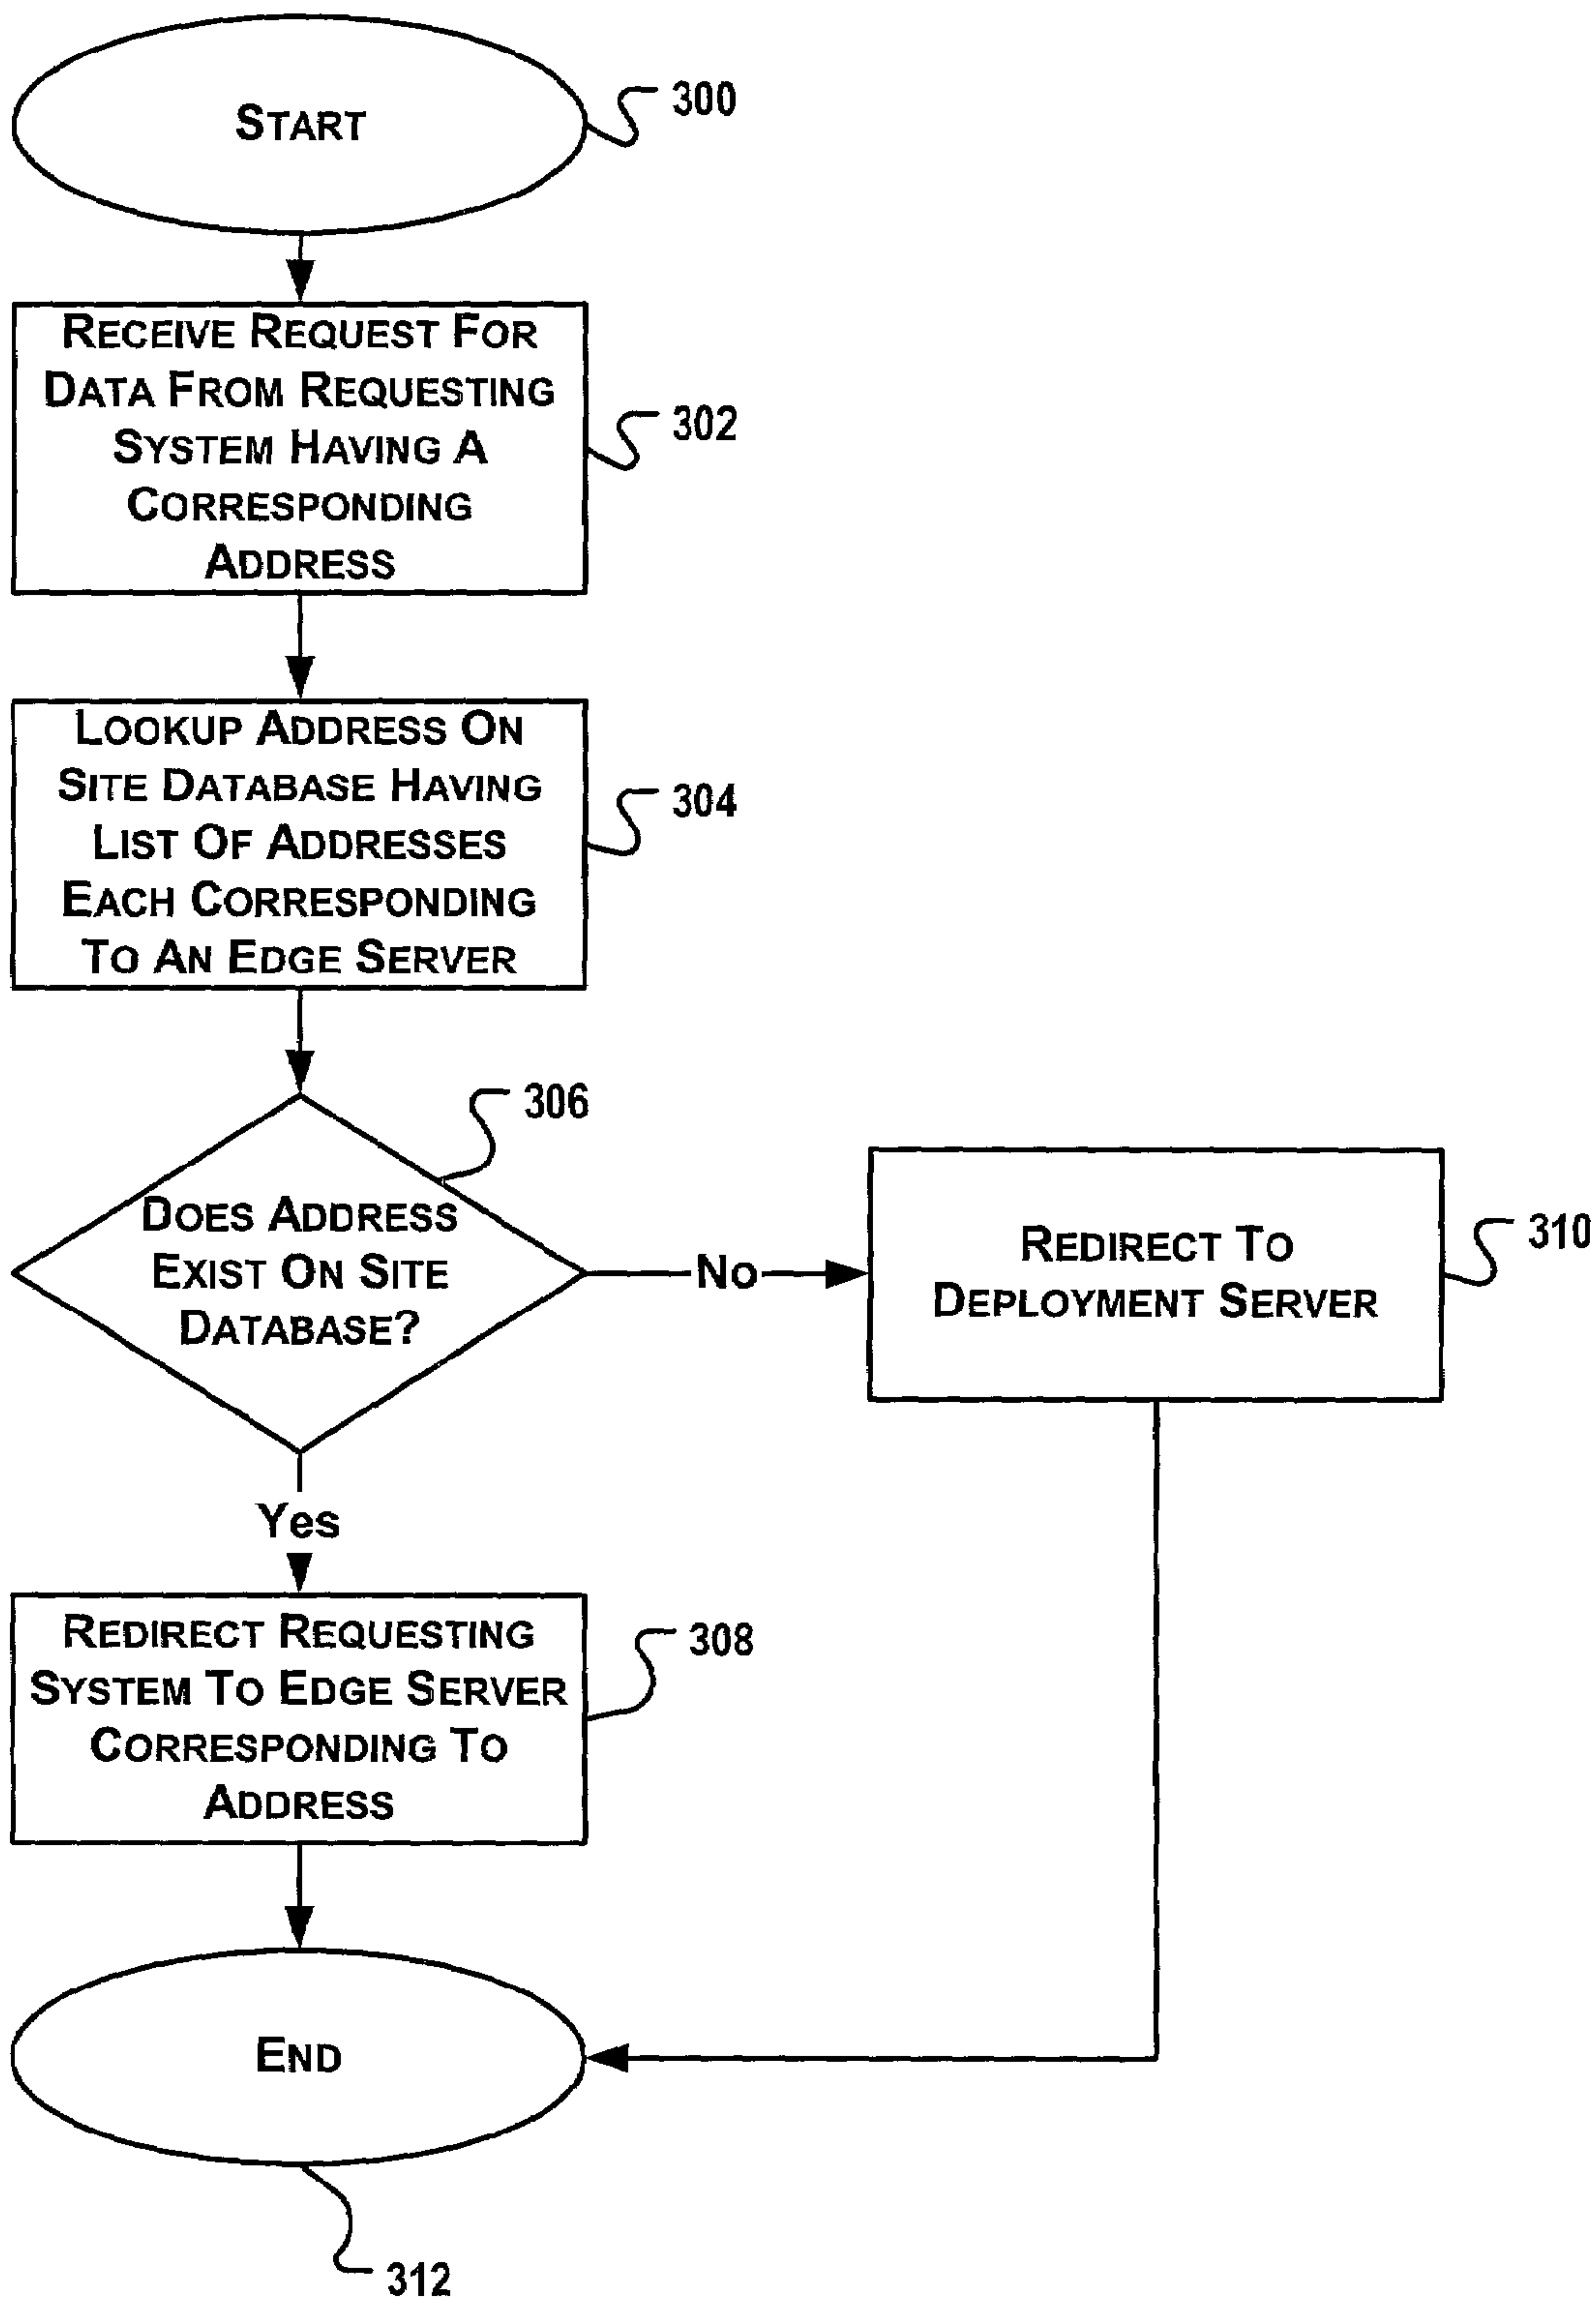 START
300
RECEIVE REQUEST FOR
DATA FROM REQUESTING
SYSTEM HAVING A
CORRESPONDING
ADDRESS
302
LOOKUP ADDRESS ON
SITE DATABASE HAVING
LIST OF ADDRESSES
EACH CORRESPONDING
TO AN EDGE SERVER
304
306
DOES ADDRESS
EXIST ON SITE
DATABASE?
NO
REDIRECT TO
DEPLOYMENT SERVER
310
Yes
REDIRECT REQUESTING
SYSTEM TO EDGE SERVER
CORRESPONDING TO
ADDRESS
308
END
312